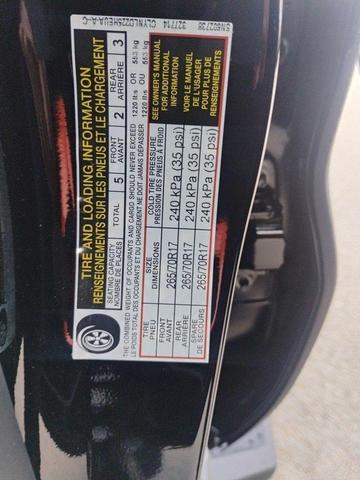 TIRE AND LOADING INFORMATION
RENSEIGNEMENTS SUR LES PNEUS ET LE CHARGEMENT
SEATING CAPACITY TOTAL 5 FRONT 2 REAR 3
NOMBRE DE PLACES AVANT ARRIÈRE
THE COMBINED WEIGHT OF OCCUPANTS AND CARGO SHOULD NEVER EXCEED 1220 lbs OR 553 kg
LE POIDS TOTAL DES OCCUPANTS ET DU CHARGEMENT NE DOIT JAMAIS DÉPASSER 1220 lbs OU 553 kg
TIRE SIZE COLD TIRE PRESSURE
PNEU DIMENSIONS PRESSION DES PNEUS À FROID
FRONT 265/70R17 240 kPa (35 psi)
AVANT
REAR 265/70R17 240 kPa (35 psi)
ARRIÈRE
SPARE 265/70R17 240 kPa (35 psi)
DE SECOURS
SEE OWNER'S MANUAL
FOR ADDITIONAL
INFORMATION
VOIR LE MANUEL
DE L'USAGER
POUR PLUS DE
RENSEIGNEMENTS
327714